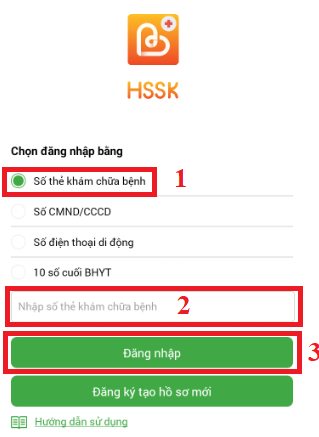 HSSK
Chọn đăng nhập bằng
Số thẻ khám chữa bệnh 1
Số CMND/CCCD
Số điện thoại di động
10 số cuối BHYT
Nhập số thẻ khám chữa bệnh 2
Đăng nhập 3
Đăng ký tạo hồ sơ mới
Hướng dẫn sử dụng